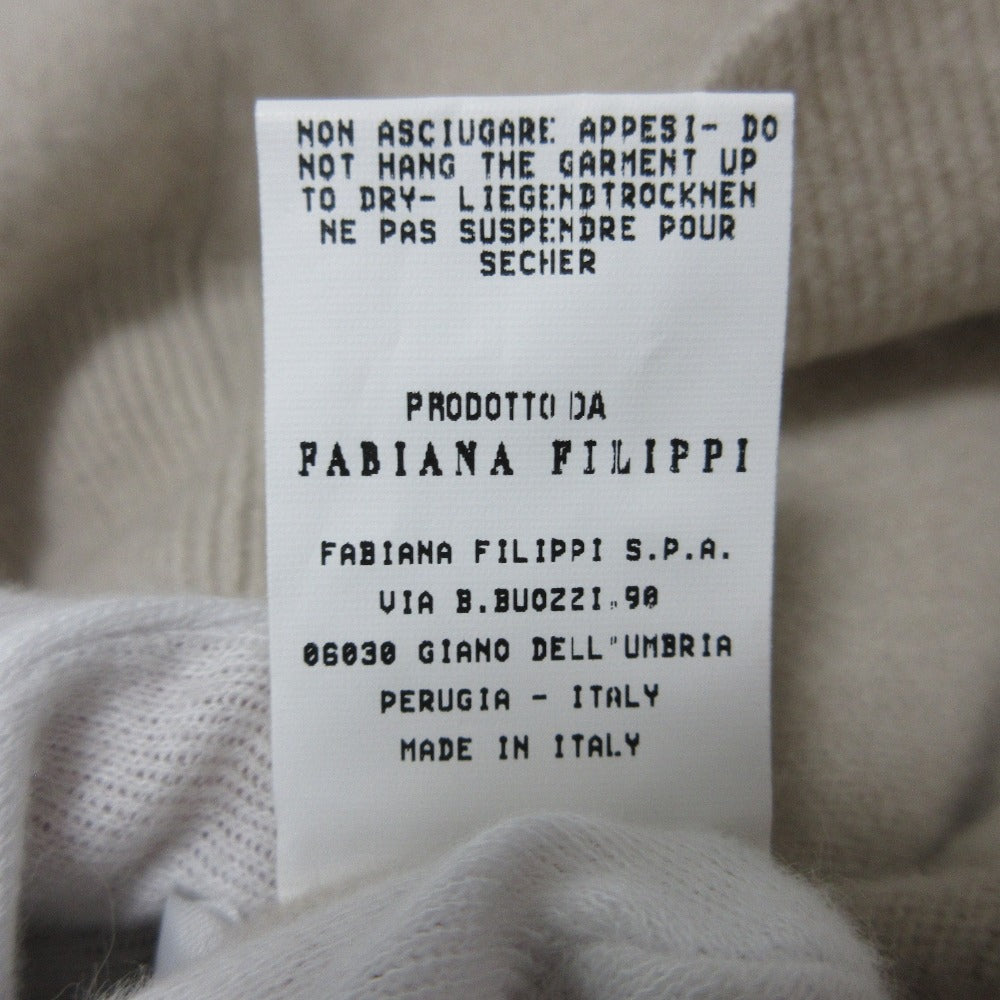 NON ASCIUGARE APPESI- DO
NOT HANG THE GARMENT UP
TO DRY- LIEGENDTROCKNEN
NE PAS SUSPENDRE POUR
SECHER
PRODOTTO DA
FABIANA FILIPPI
FABIANA FILIPPI S.P.A.
VIA B.BUOZZI,90
06030 GIANO DELL'UMBRIA
PERUGIA - ITALY
MADE IN ITALY